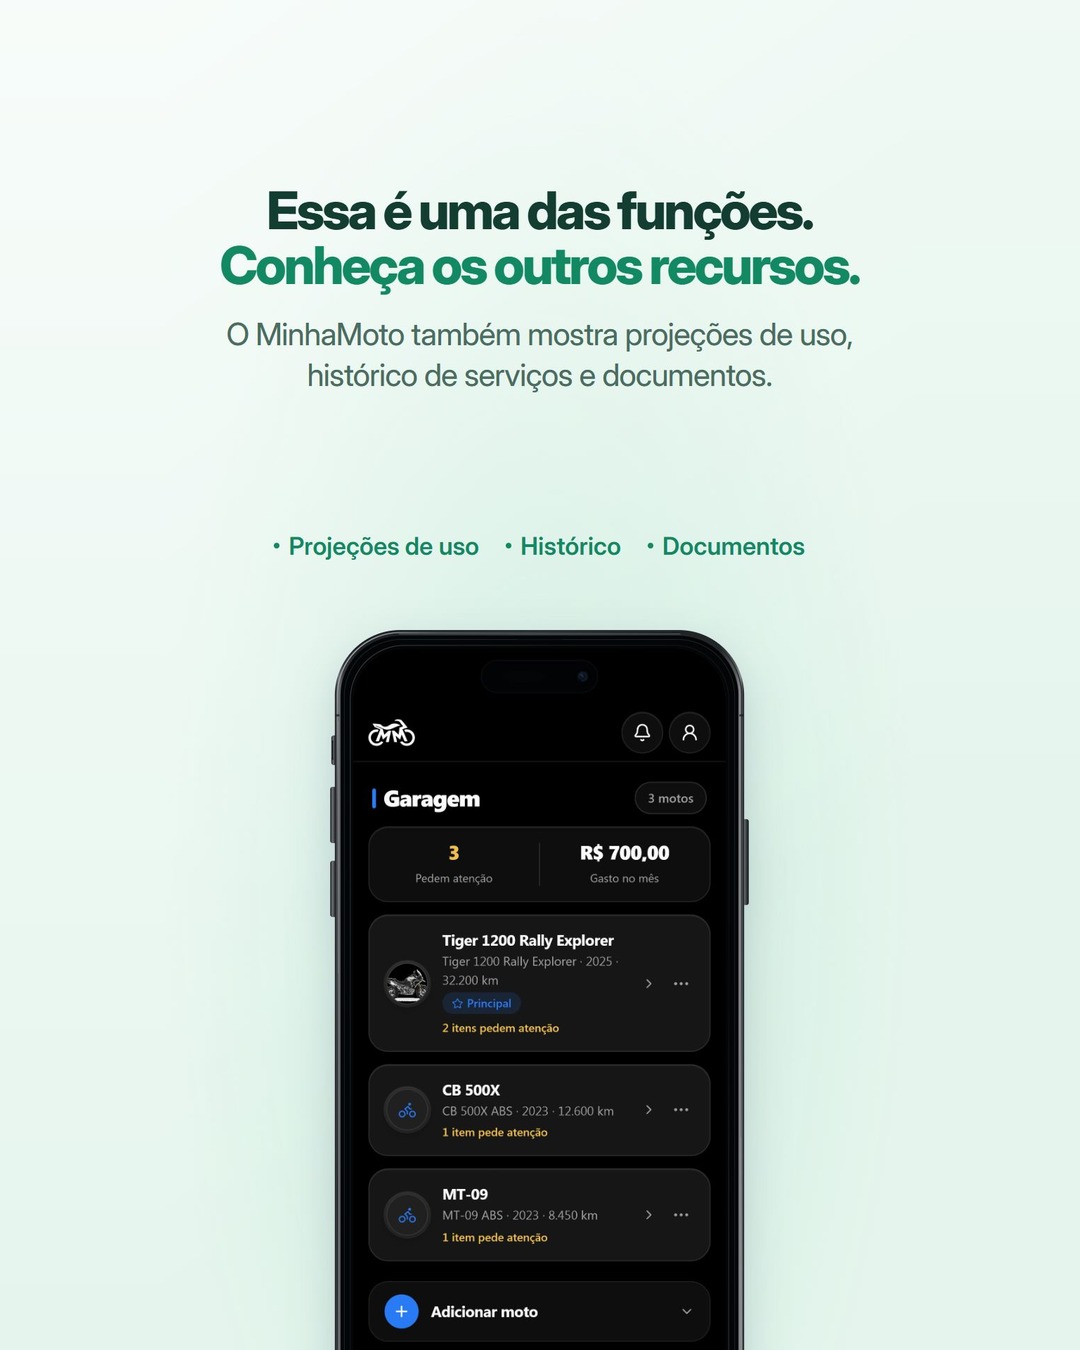 Essa é uma das funções.
Conheça os outros recursos.
O MinhaMoto também mostra projeções de uso,
histórico de serviços e documentos.
• Projeções de uso • Histórico • Documentos
MM
Garagem
3 motos
3
Pedem atenção
R$ 700,00
Gasto no mês
Tiger 1200 Rally Explorer
Tiger 1200 Rally Explorer · 2025 ·
32.200 km
Principal
2 itens pedem atenção
CB 500X
CB 500X ABS · 2023 · 12.600 km
1 item pede atenção
MT-09
MT-09 ABS · 2023 · 8.450 km
1 item pede atenção
Adicionar moto